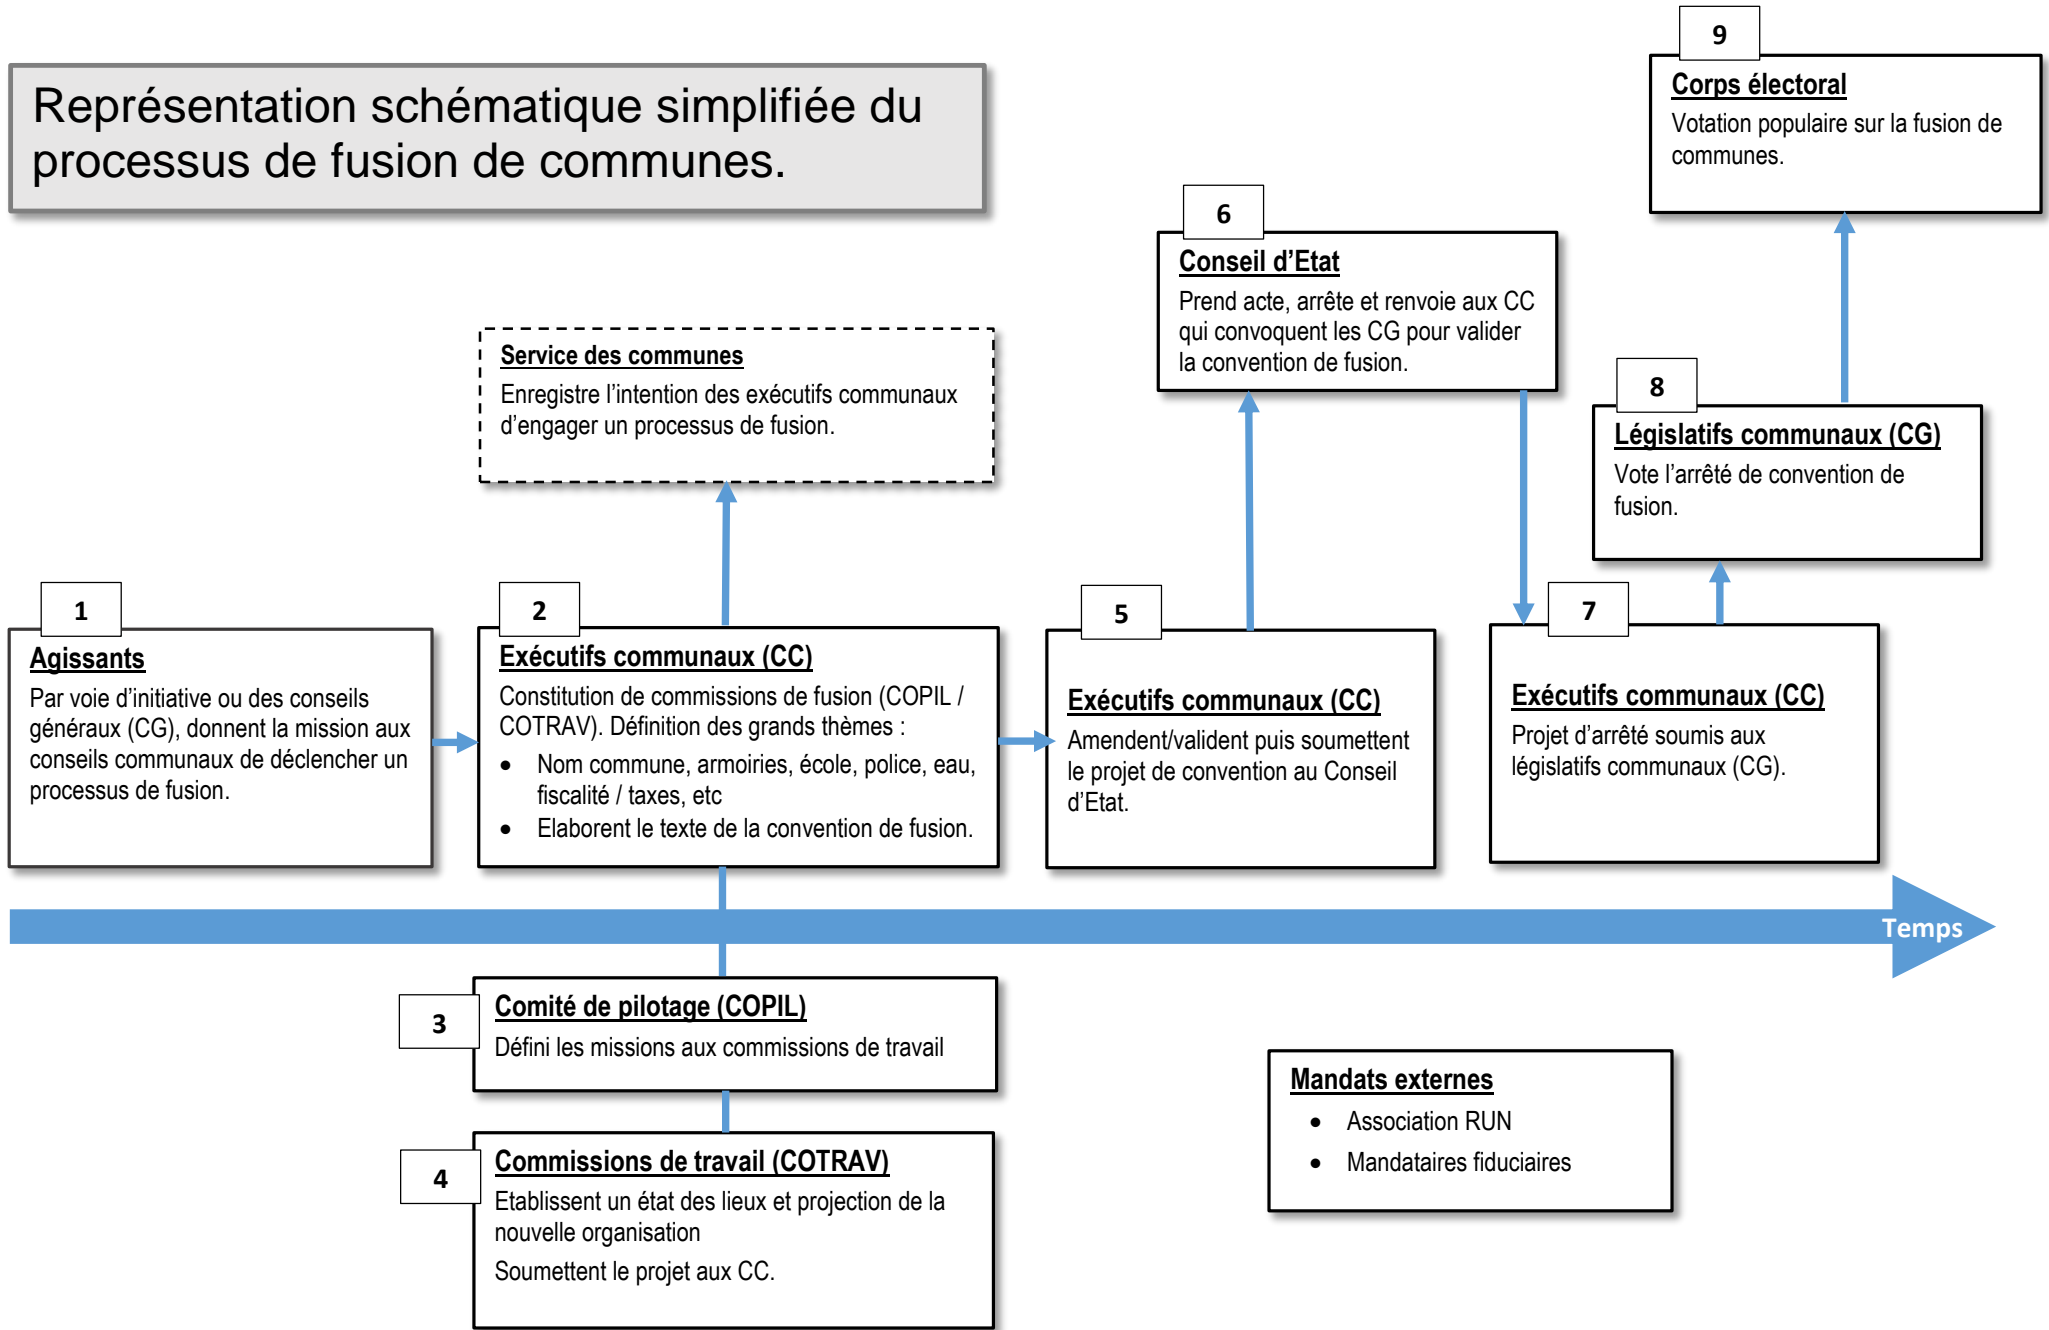 Représentation schématique simplifiée du
processus de fusion de communes.
9
Corps électoral
Votation populaire sur la fusion de
communes.
6
Conseil d’Etat
Prend acte, arrête et renvoie aux CC
qui convoquent les CG pour valider
la convention de fusion.
Service des communes
Enregistre l’intention des exécutifs communaux
d’engager un processus de fusion.
8
Législatifs communaux (CG)
Vote l’arrêté de convention de
fusion.
1
Agissants
Par voie d’initiative ou des conseils
généraux (CG), donnent la mission aux
conseils communaux de déclencher un
processus de fusion.
2
Exécutifs communaux (CC)
Constitution de commissions de fusion (COPIL /
COTRAV). Définition des grands thèmes :
• Nom commune, armoiries, école, police, eau,
fiscalité / taxes, etc
• Elaborent le texte de la convention de fusion.
5
Exécutifs communaux (CC)
Amendent/valident puis soumettent
le projet de convention au Conseil
d’Etat.
7
Exécutifs communaux (CC)
Projet d’arrêté soumis aux
législatifs communaux (CG).
Temps
3
Comité de pilotage (COPIL)
Défini les missions aux commissions de travail
4
Commissions de travail (COTRAV)
Etablissent un état des lieux et projection de la
nouvelle organisation
Soumettent le projet aux CC.
Mandats externes
• Association RUN
• Mandataires fiduciaires